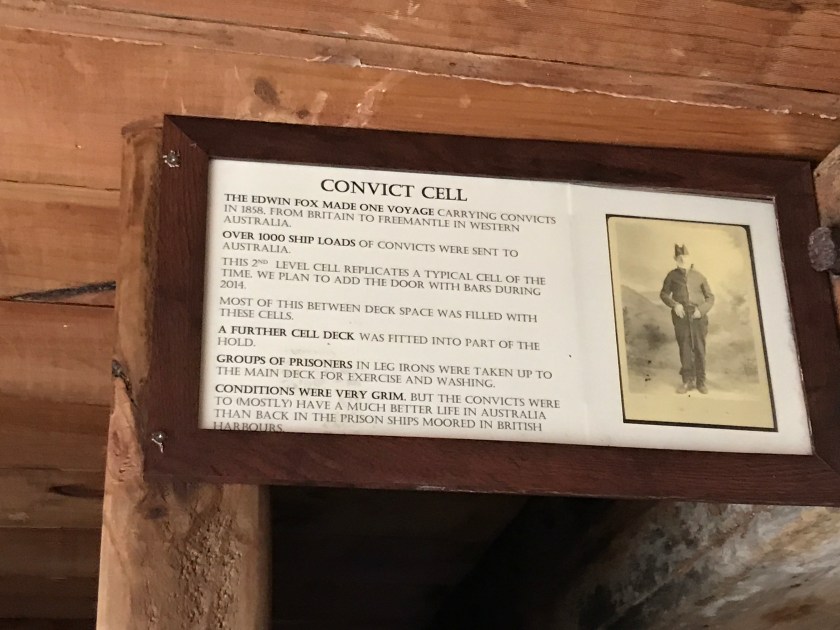 CONVICT CELL
THE EDWIN FOX MADE ONE VOYAGE CARRYING CONVICTS
IN 1858, FROM BRITAIN TO FREEMANTLE IN WESTERN
AUSTRALIA.
OVER 1000 SHIP LOADS OF CONVICTS WERE SENT TO
AUSTRALIA.
THIS 2ND LEVEL CELL REPLICATES A TYPICAL CELL OF THE
TIME. WE PLAN TO ADD THE DOOR WITH BARS DURING
2014.
MOST OF THIS BETWEEN DECK SPACE WAS FILLED WITH
THESE CELLS.
A FURTHER CELL DECK WAS FITTED INTO PART OF THE
HOLD.
GROUPS OF PRISONERS IN LEG IRONS WERE TAKEN UP TO
THE MAIN DECK FOR EXERCISE AND WASHING.
CONDITIONS WERE VERY GRIM, BUT THE CONVICTS WERE
TO (MOSTLY) HAVE A MUCH BETTER LIFE IN AUSTRALIA
THAN BACK IN THE PRISON SHIPS MOORED IN BRITISH
HARBOURS.